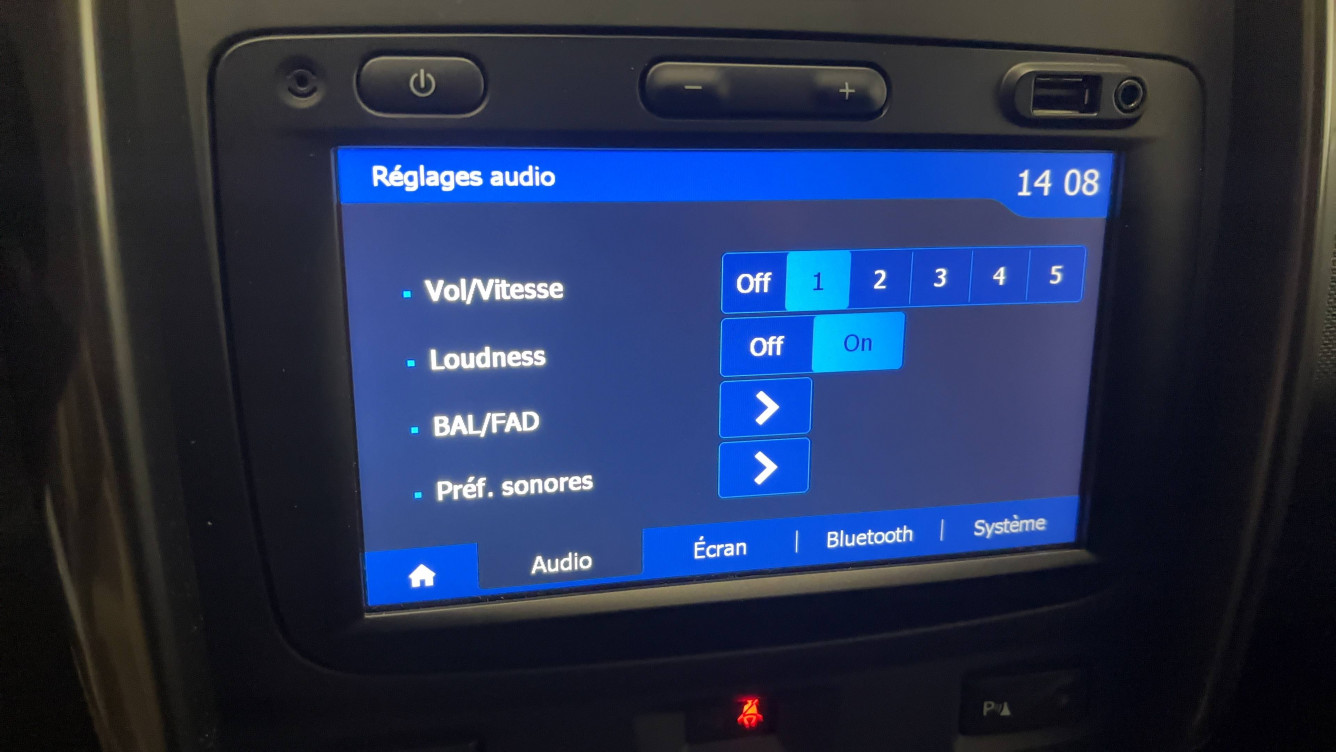 − +
Réglages audio 14 08
Vol/Vitesse Off 1 2 3 4 5
Loudness Off On
BAL/FAD
Préf. sonores
Audio Écran | Bluetooth | Système
P